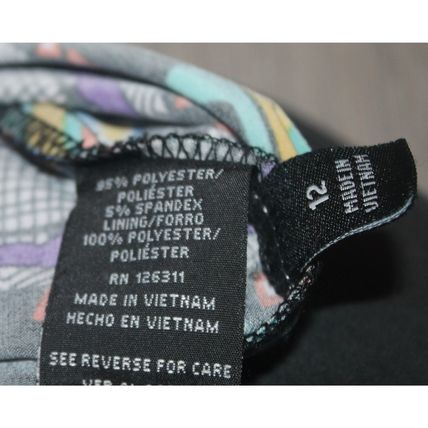 95% POLYESTER/
POLIÉSTER
5% SPANDEX
LINING/FORRO
100% POLYESTER/
POLIÉSTER
RN 126311
MADE IN VIETNAM
HECHO EN VIETNAM
SEE REVERSE FOR CARE
12
MADE IN
VIETNAM